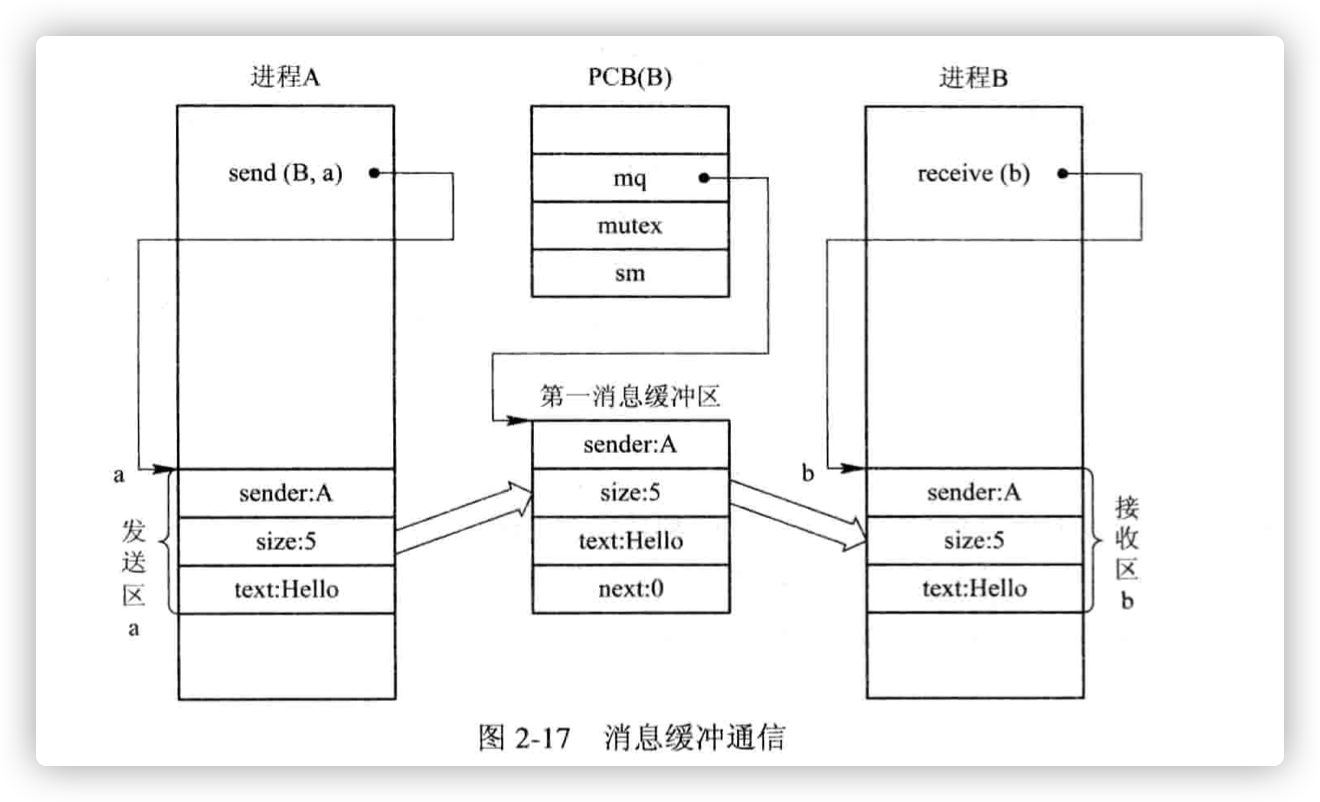 进程A
PCB(B)
进程B
send (B, a)
mq
mutex
sm
receive (b)
第一消息缓冲区
a
sender:A
size:5
text:Hello
发送区a
sender:A
size:5
text:Hello
next:0
b
sender:A
size:5
text:Hello
接收区b
图 2-17 消息缓冲通信